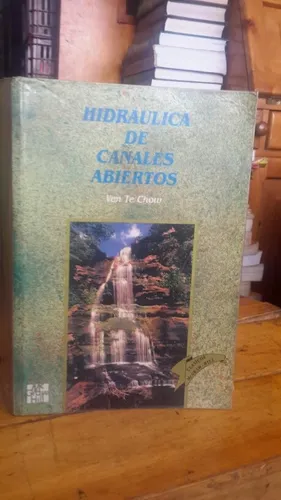 HIDRAULICA
DE
CANALES
ABIERTOS
Ven Te Chow